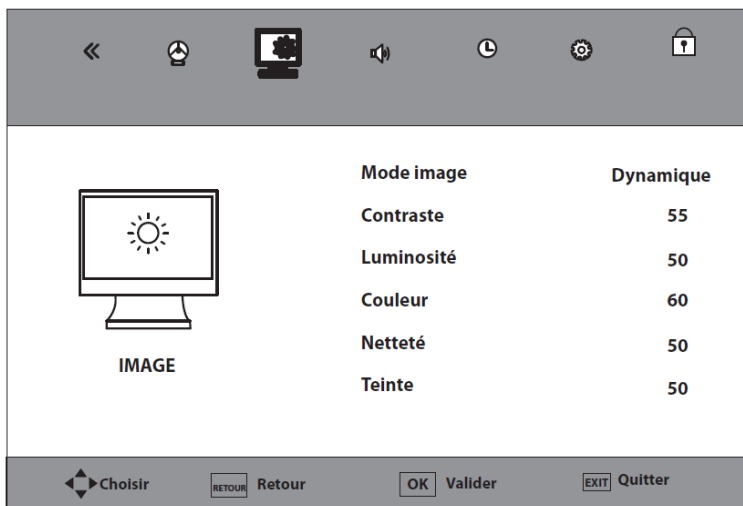 Mode image Dynamique
Contraste 55
Luminosité 50
Couleur 60
Netteté 50
Teinte 50
IMAGE
Choisir RETOUR Retour OK Valider EXIT Quitter